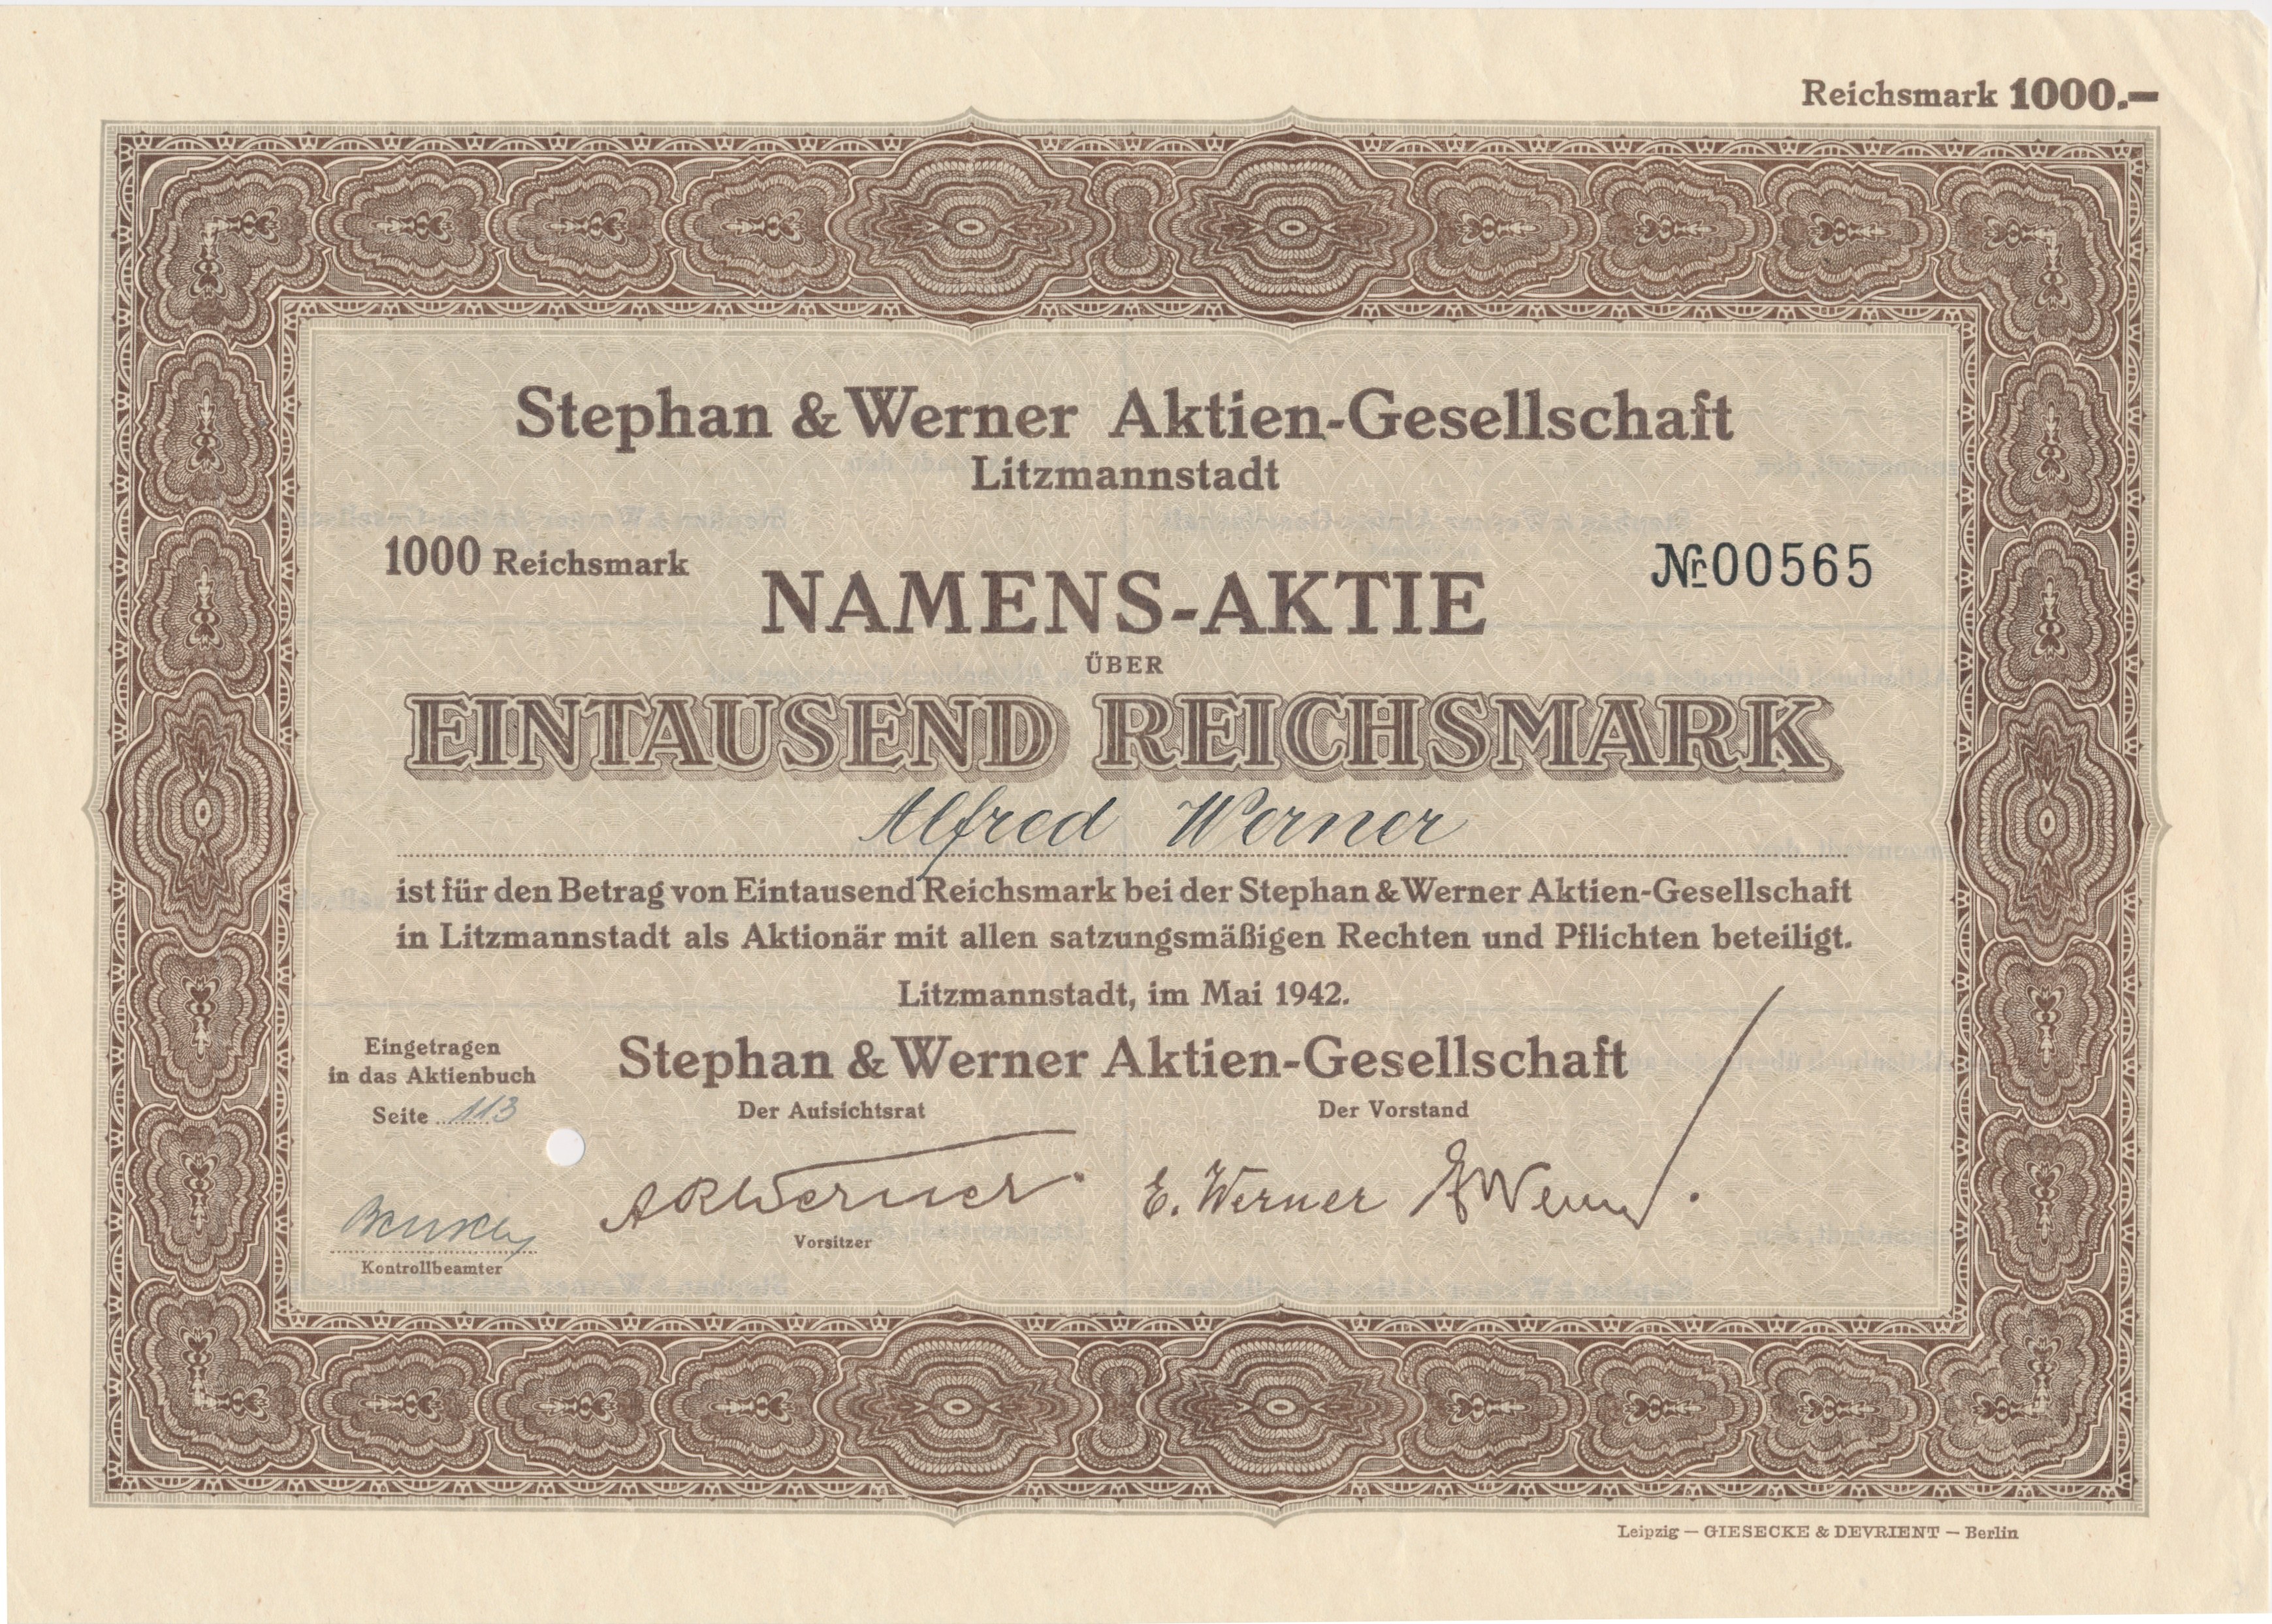 Reichsmark 1000.—
Stephan & Werner Aktien-Gesellschaft
Litzmannstadt
1000 Reichsmark
Nr. 00565
NAMENS-AKTIE
ÜBER
EINTAUSEND REICHSMARK
Alfred Werner
ist für den Betrag von Eintausend Reichsmark bei der Stephan & Werner Aktien-Gesellschaft
in Litzmannstadt als Aktionär mit allen satzungsmäßigen Rechten und Pflichten beteiligt.
Litzmannstadt, im Mai 1942.
Eingetragen
in das Aktienbuch
Seite 113
Stephan & Werner Aktien-Gesellschaft
Der Aufsichtsrat
Der Vorstand
Werner
E. Werner
Vorsitzer
Kontrollbeamter
Leipzig — GIESECKE & DEVRIENT — Berlin